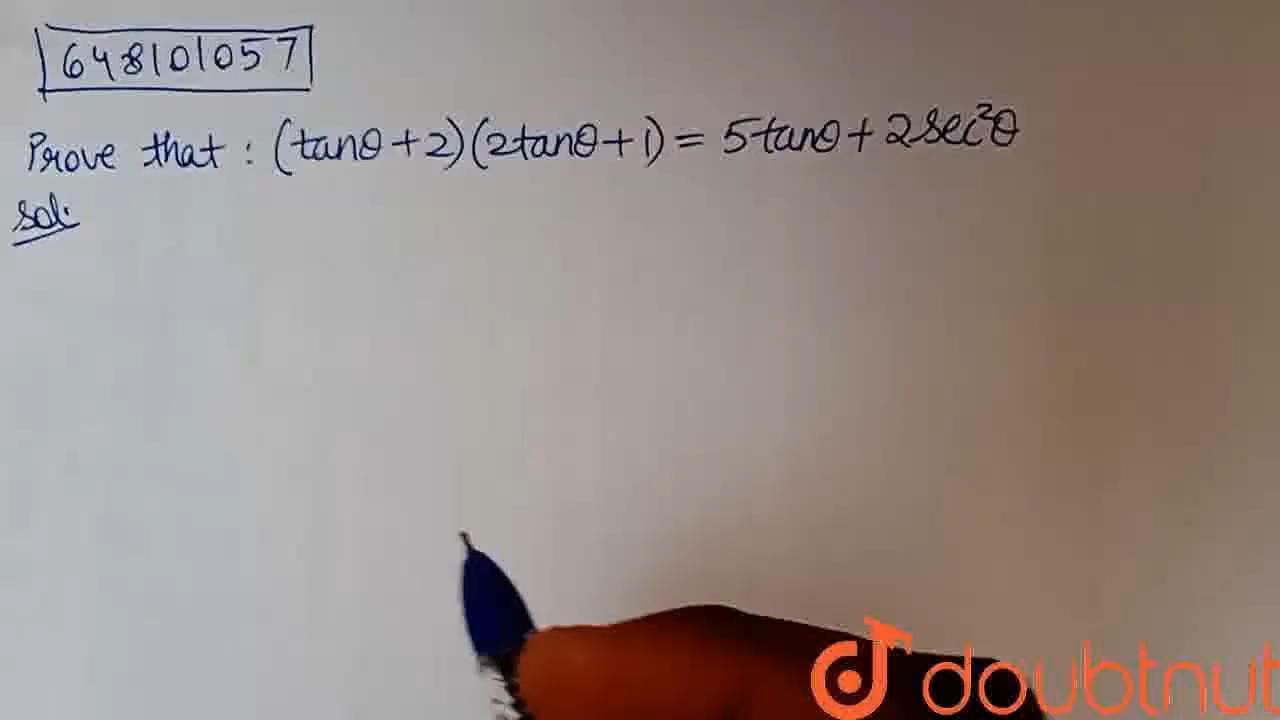 648101057
Prove that : (tanθ + 2)(2tanθ + 1) = 5tanθ + 2sec²θ
Sol:
doubtnut